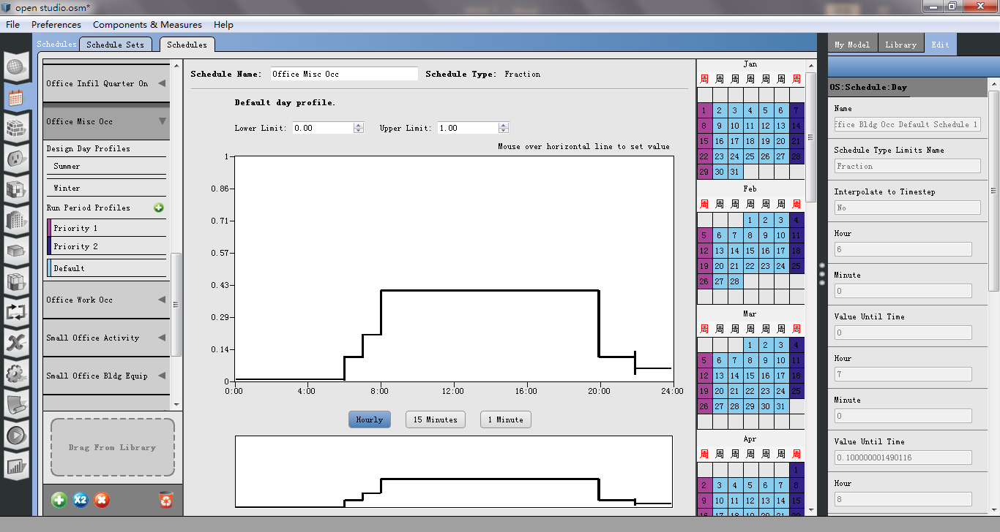 open studio.osm*
File Preferences Components & Measures Help
Schedules Schedule Sets Schedules
My Model Library Edit
Office Infil Quarter On
Office Misc Occ
Design Day Profiles
Summer
Winter
Run Period Profiles
Priority 1
Priority 2
Default
Office Work Occ
Small Office Activity
Small Office Bldg Equip
Drag From Library
X2
Schedule Name: Office Misc Occ Schedule Type: Fraction
Default day profile.
Lower Limit: 0.00 Upper Limit: 1.00
Mouse over horizontal line to set value
1
0.86
0.71
0.57
0.43
0.29
0.14
0
0:00 4:00 8:00 12:00 16:00 20:00 24:00
Hourly 15 Minutes 1 Minute
Jan
周 周 周 周 周 周 周
1 2 3 4 5 6 7
8 9 10 11 12 13 14
15 16 17 18 19 20 21
22 23 24 25 26 27 28
29 30 31
Feb
周 周 周 周 周 周 周
1 2 3 4
5 6 7 8 9 10 11
12 13 14 15 16 17 18
19 20 21 22 23 24 25
26 27 28
Mar
周 周 周 周 周 周 周
1 2 3 4
5 6 7 8 9 10 11
12 13 14 15 16 17 18
19 20 21 22 23 24 25
26 27 28 29 30 31
Apr
周 周 周 周 周 周 周
1
2 3 4 5 6 7 8
9 10 11 12 13 14 15
16 17 18 19 20 21 22
OS:Schedule:Day
Name
ffice Bldg Occ Default Schedule 1
Schedule Type Limits Name
Fraction
Interpolate to Timestep
No
Hour
6
Minute
0
Value Until Time
0
Hour
7
Minute
0
Value Until Time
0.100000001490116
Hour
8